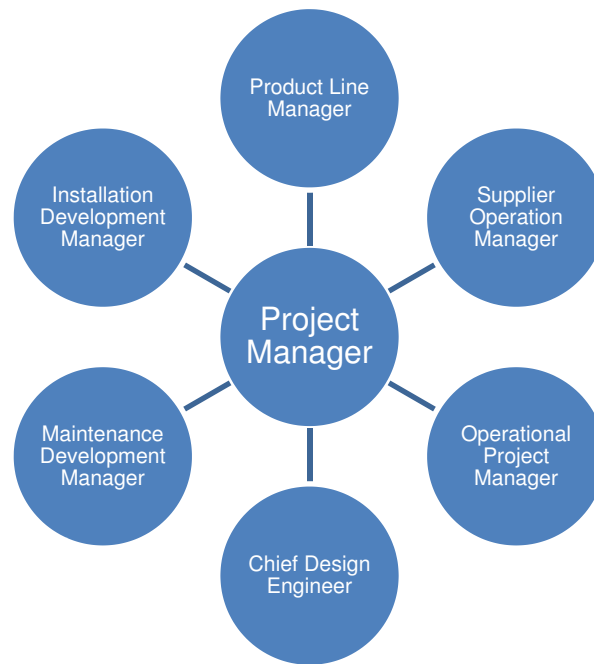 Product Line
Manager
Installation
Development
Manager
Supplier
Operation
Manager
Project
Manager
Maintenance
Development
Manager
Operational
Project
Manager
Chief Design
Engineer